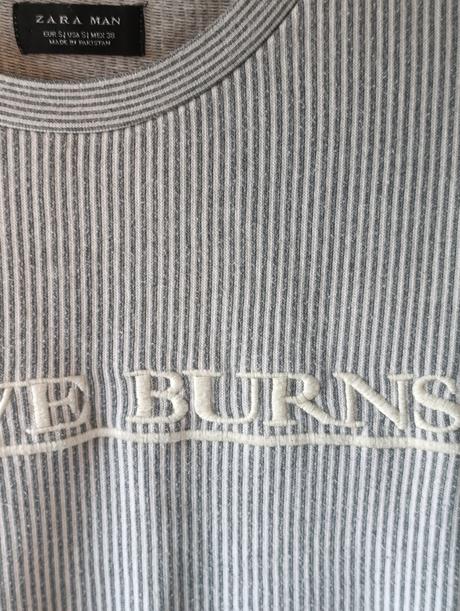 ZARA MAN
EUR S | USA S | MEX 38
MADE IN PAKISTAN
VE BURNS